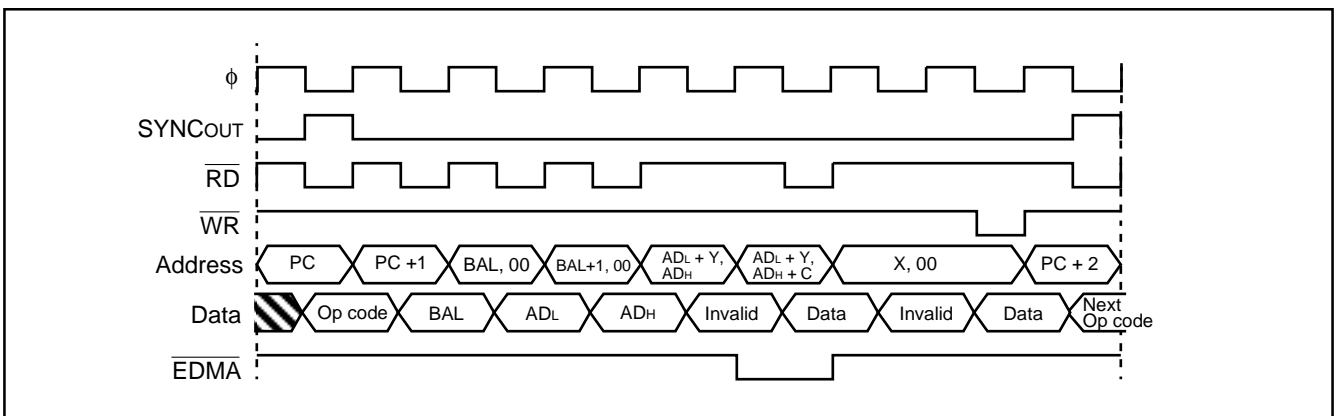 ϕ
SYNCOUT
RD
WR
Address PC PC +1 BAL, 00 BAL+1, 00 ADL + Y, ADH ADL + Y, ADH + C X, 00 PC + 2
Data Op code BAL ADL ADH Invalid Data Invalid Data Next Op code
EDMA